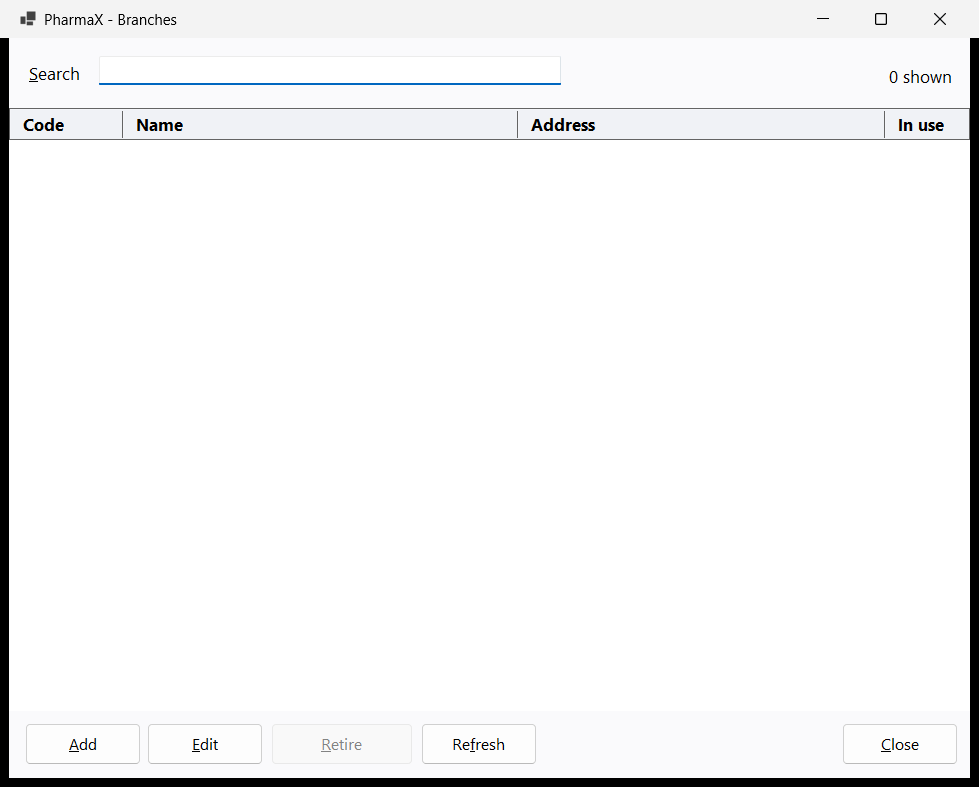 PharmaX - Branches
Search
0 shown
Code Name Address In use
Add Edit Retire Refresh Close